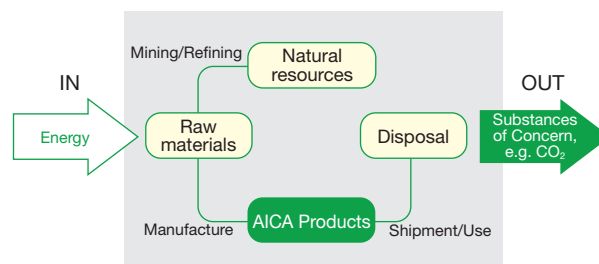 Mining/Refining
Natural
resources
IN
OUT
Energy
Raw
materials
Disposal
Substances
of Concern,
e.g. CO₂
Manufacture
AICA Products
Shipment/Use